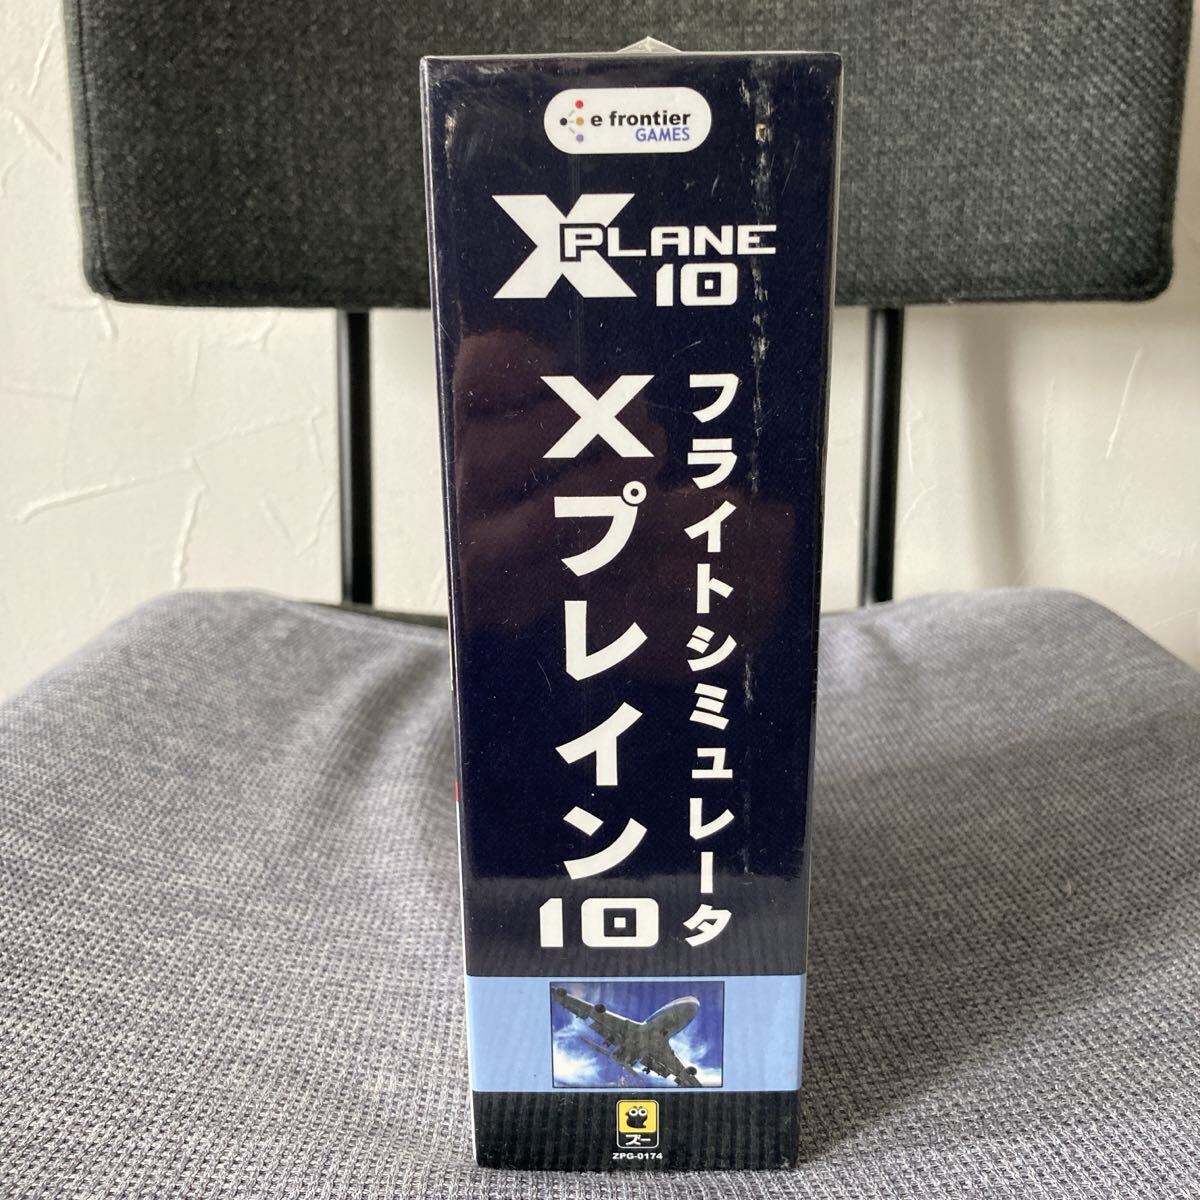 e frontier
GAMES
X PLANE
10
フライトシミュレータ
Xプレイン10
ズー
ZPG-0174